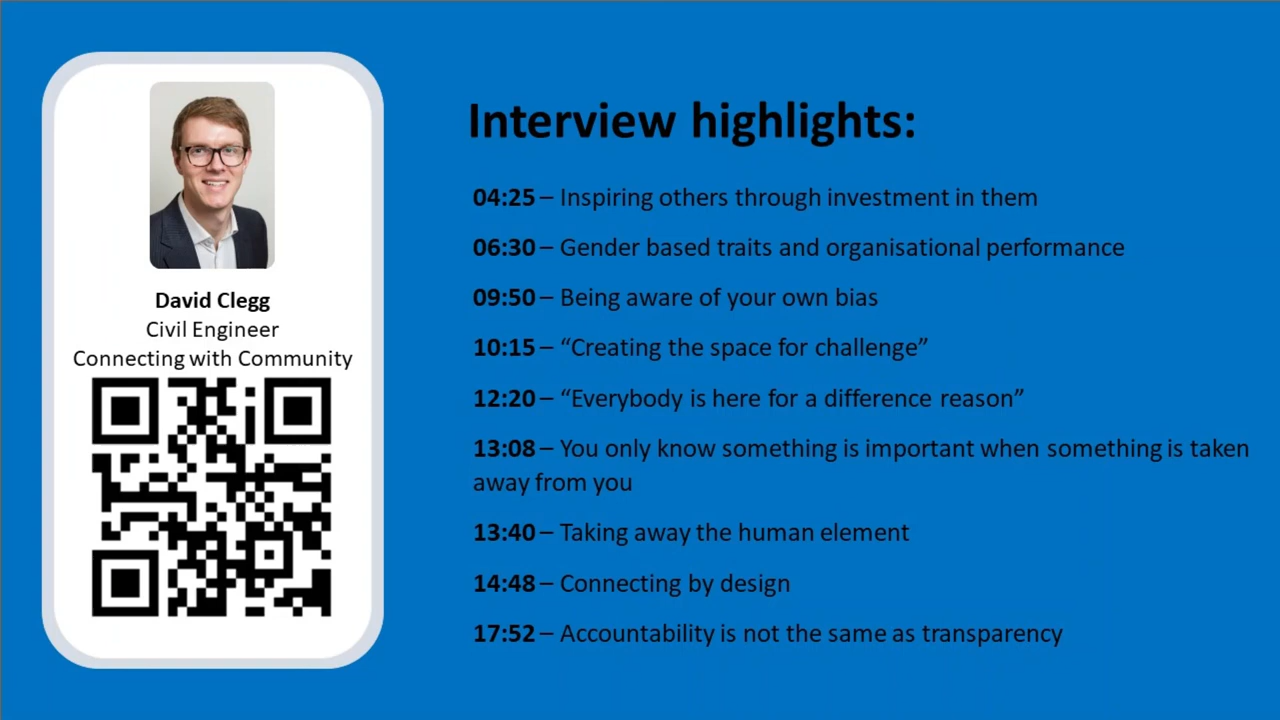 David Clegg
Civil Engineer
Connecting with Community
Interview highlights:
04:25 – Inspiring others through investment in them
06:30 – Gender based traits and organisational performance
09:50 – Being aware of your own bias
10:15 – “Creating the space for challenge”
12:20 – “Everybody is here for a difference reason”
13:08 – You only know something is important when something is taken
away from you
13:40 – Taking away the human element
14:48 – Connecting by design
17:52 – Accountability is not the same as transparency